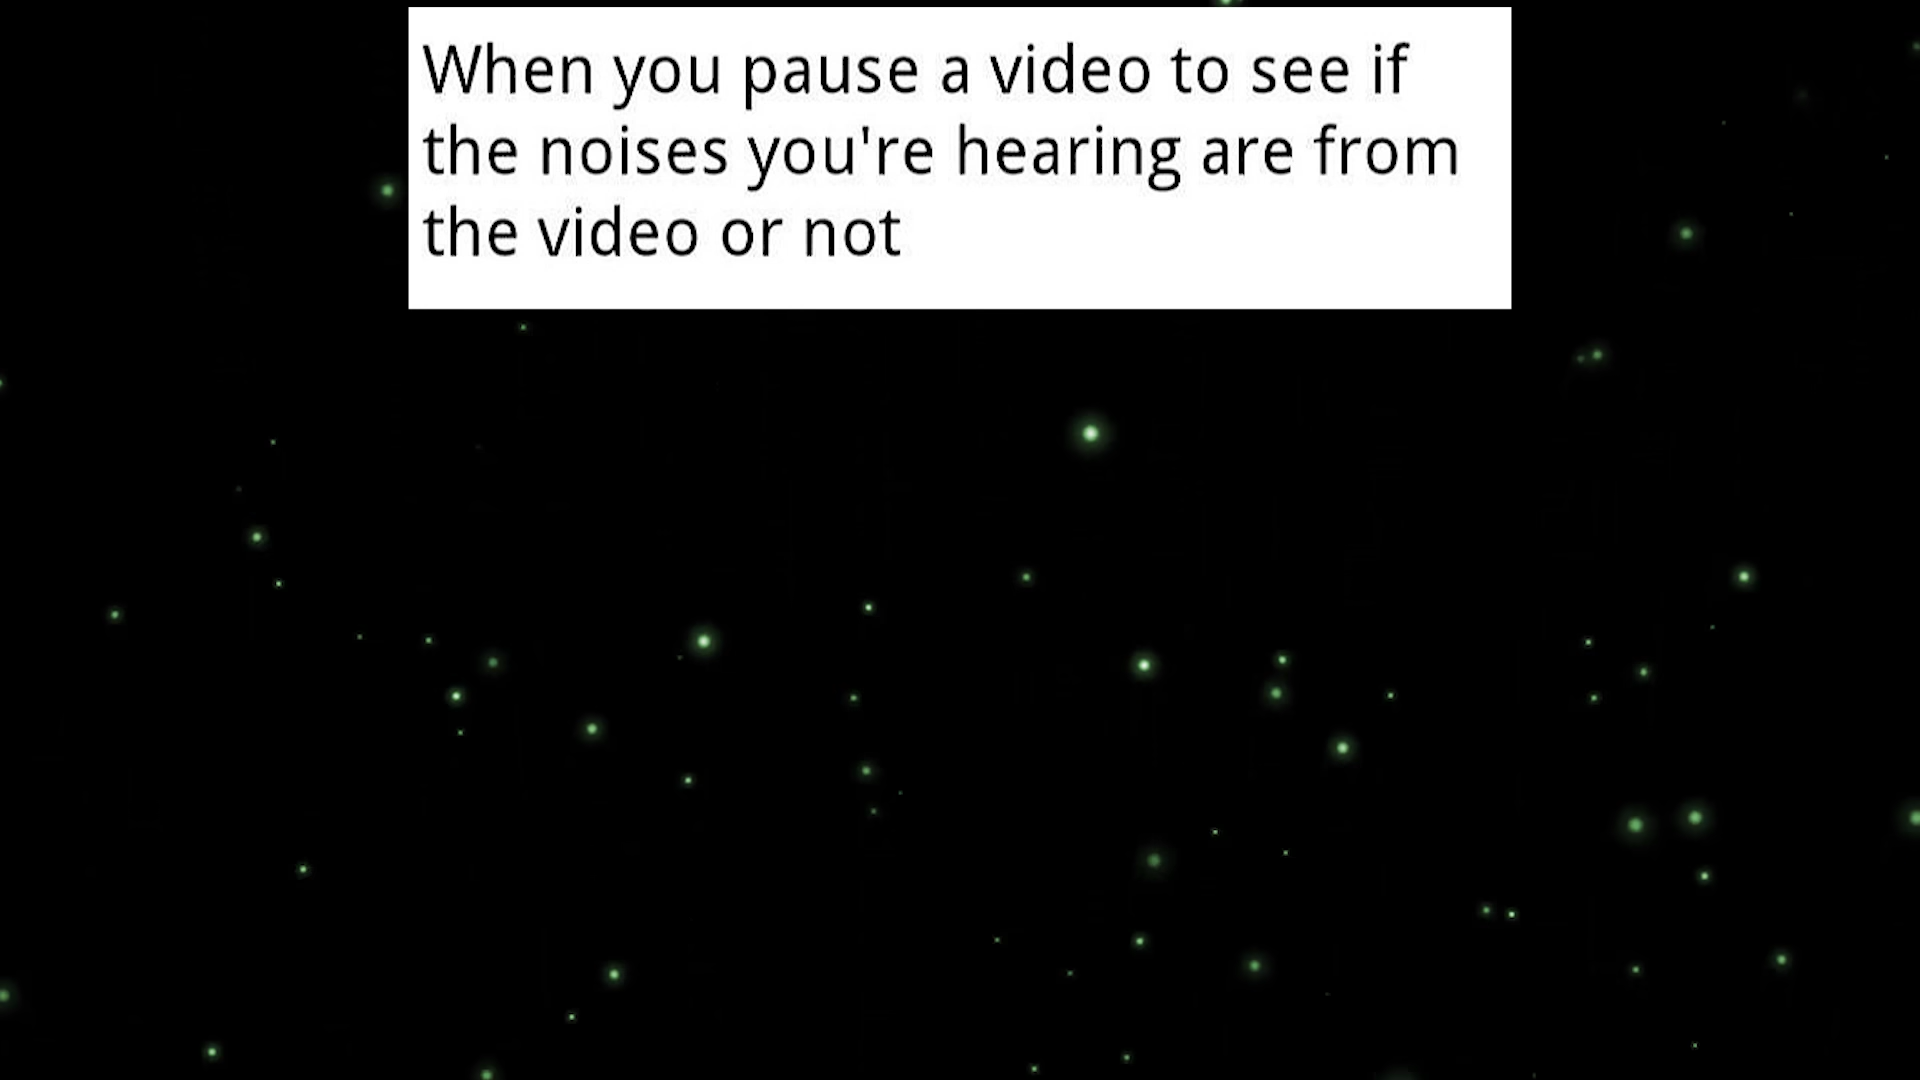 When you pause a video to see if
the noises you're hearing are from
the video or not